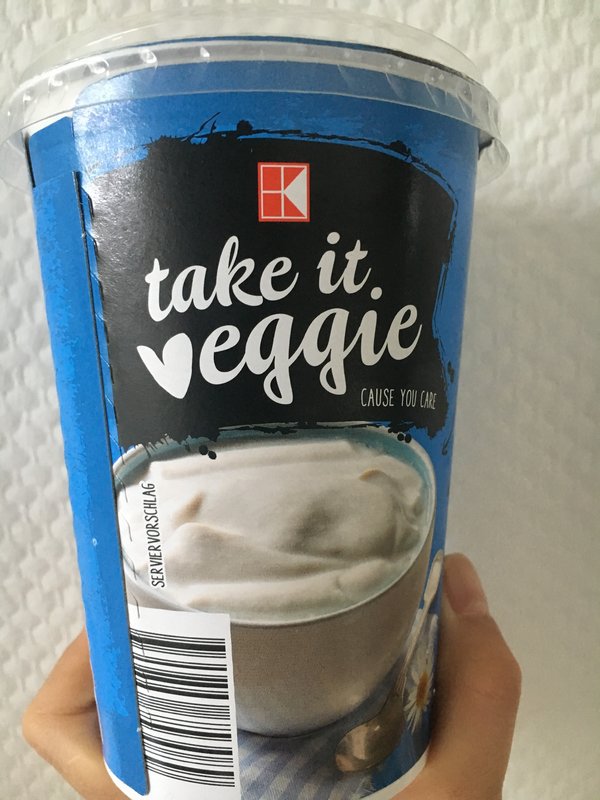 K
take it
veggie
CAUSE YOU CARE
SERVIERVORSCHLAG